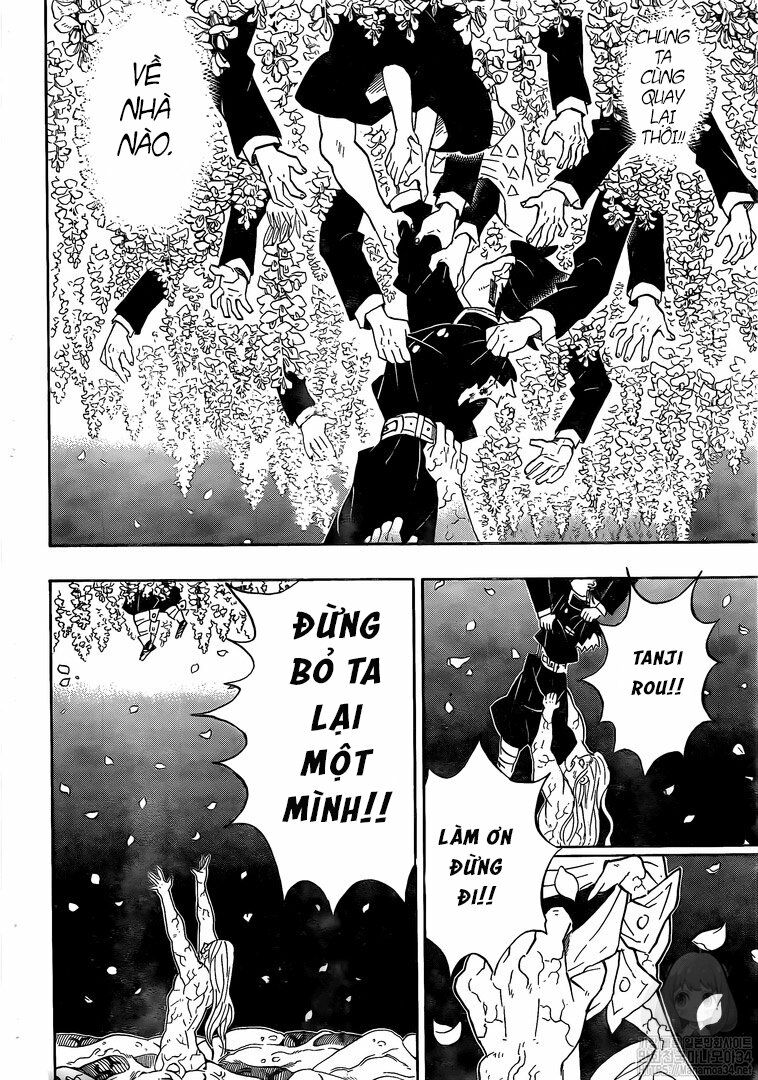 CHÚNG
TA
CÙNG
QUAY
LẠI
THÔI!!
VỀ
NHÀ
NÀO.
TANJI
ROU!!
LÀM ƠN
ĐỪNG
ĐI!!
ĐỪNG
BỎ TA
LẠI
MỘT
MÌNH!!